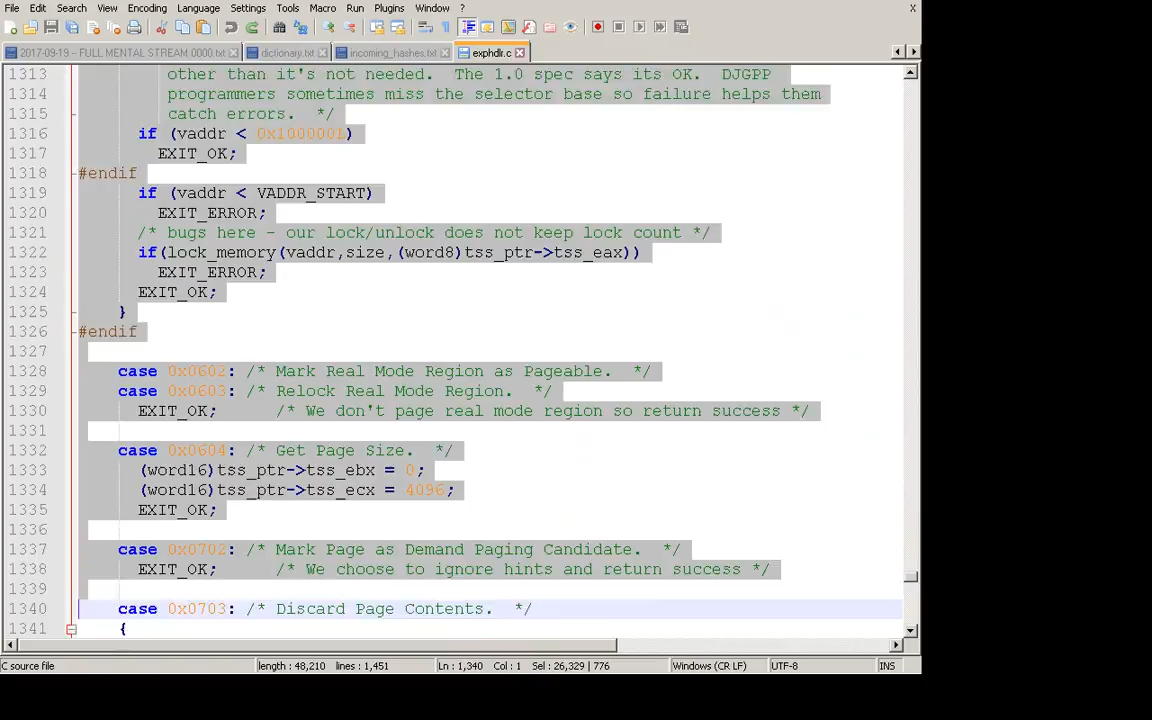 File Edit Search View Encoding Language Settings Tools Macro Run Plugins Window ? X
2017-09-19 – FULL MENTAL STREAM 0000.txt dictionary.txt incoming_hashes.txt exphdlr.c
1313 other than it's not needed. The 1.0 spec says its OK. DJGPP
1314 programmers sometimes miss the selector base so failure helps them
1315 catch errors. */
1316 if (vaddr < 0x100000L)
1317 EXIT_OK;
1318 #endif
1319 if (vaddr < VADDR_START)
1320 EXIT_ERROR;
1321 /* bugs here - our lock/unlock does not keep lock count */
1322 if(lock_memory(vaddr,size,(word8)tss_ptr->tss_eax))
1323 EXIT_ERROR;
1324 EXIT_OK;
1325 }
1326 #endif
1327
1328 case 0x0602: /* Mark Real Mode Region as Pageable. */
1329 case 0x0603: /* Relock Real Mode Region. */
1330 EXIT_OK; /* We don't page real mode region so return success */
1331
1332 case 0x0604: /* Get Page Size. */
1333 (word16)tss_ptr->tss_ebx = 0;
1334 (word16)tss_ptr->tss_ecx = 4096;
1335 EXIT_OK;
1336
1337 case 0x0702: /* Mark Page as Demand Paging Candidate. */
1338 EXIT_OK; /* We choose to ignore hints and return success */
1339
1340 case 0x0703: /* Discard Page Contents. */
1341 {
C source file length : 48,210 lines : 1,451 Ln : 1,340 Col : 1 Sel : 26,329 | 776 Windows (CR LF) UTF-8 INS